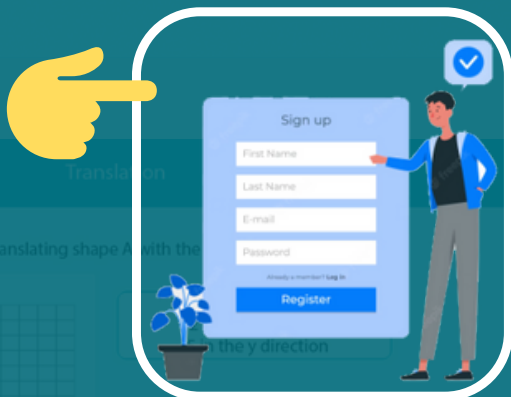 Sign up
First Name
Last Name
E-mail
Translation
Password
anslating shape A with the
Already a member? Log in
Register
in the y direction